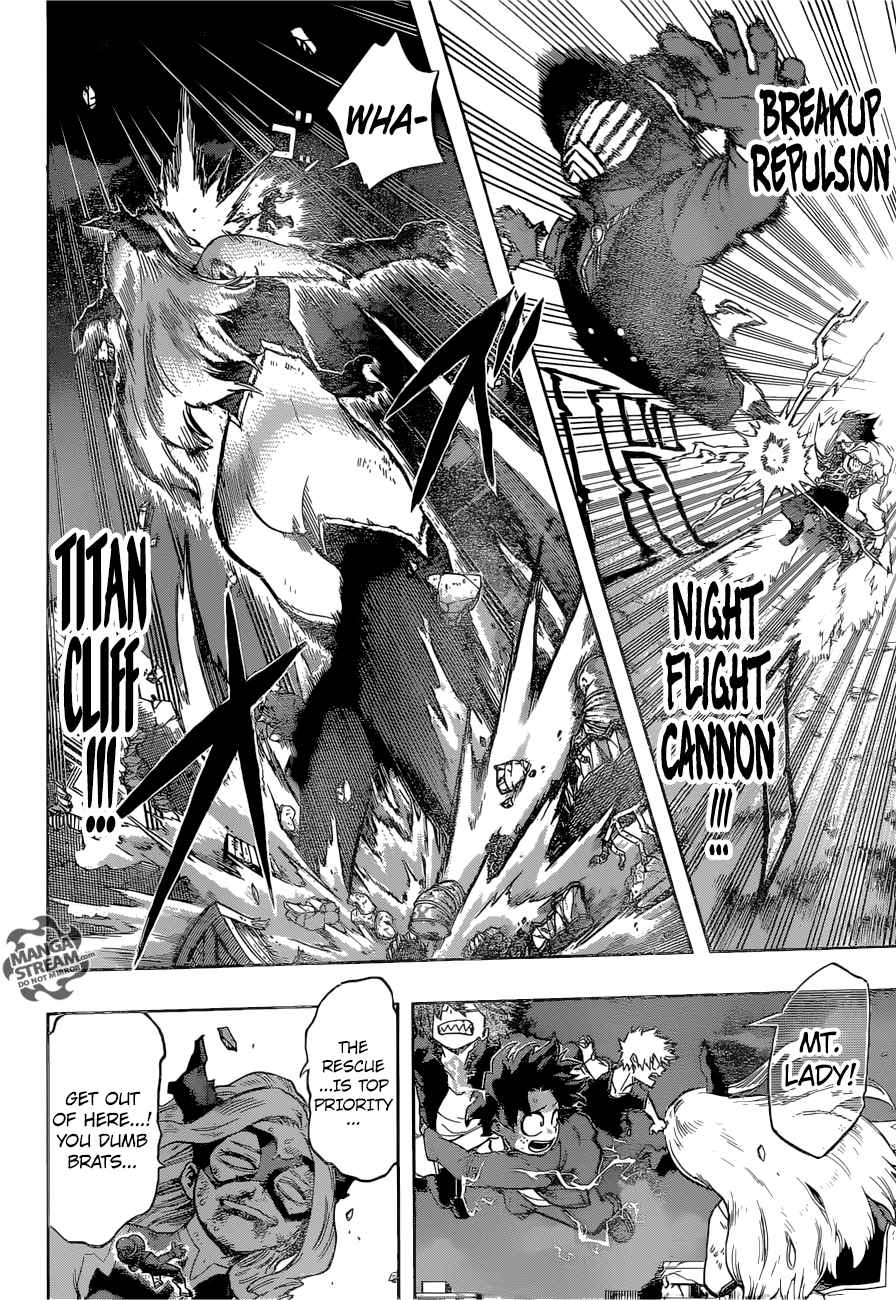 BREAKUP
REPULSION
NIGHT
FLIGHT
CANNON
!!!
WHA-
TITAN
CLIFF
!!!
MT.
LADY!
THE
RESCUE
...IS TOP
PRIORITY
...
GET OUT
OF HERE...!
YOU DUMB
BRATS...
MANGA
STREAM.com
DO NOT MIRROR